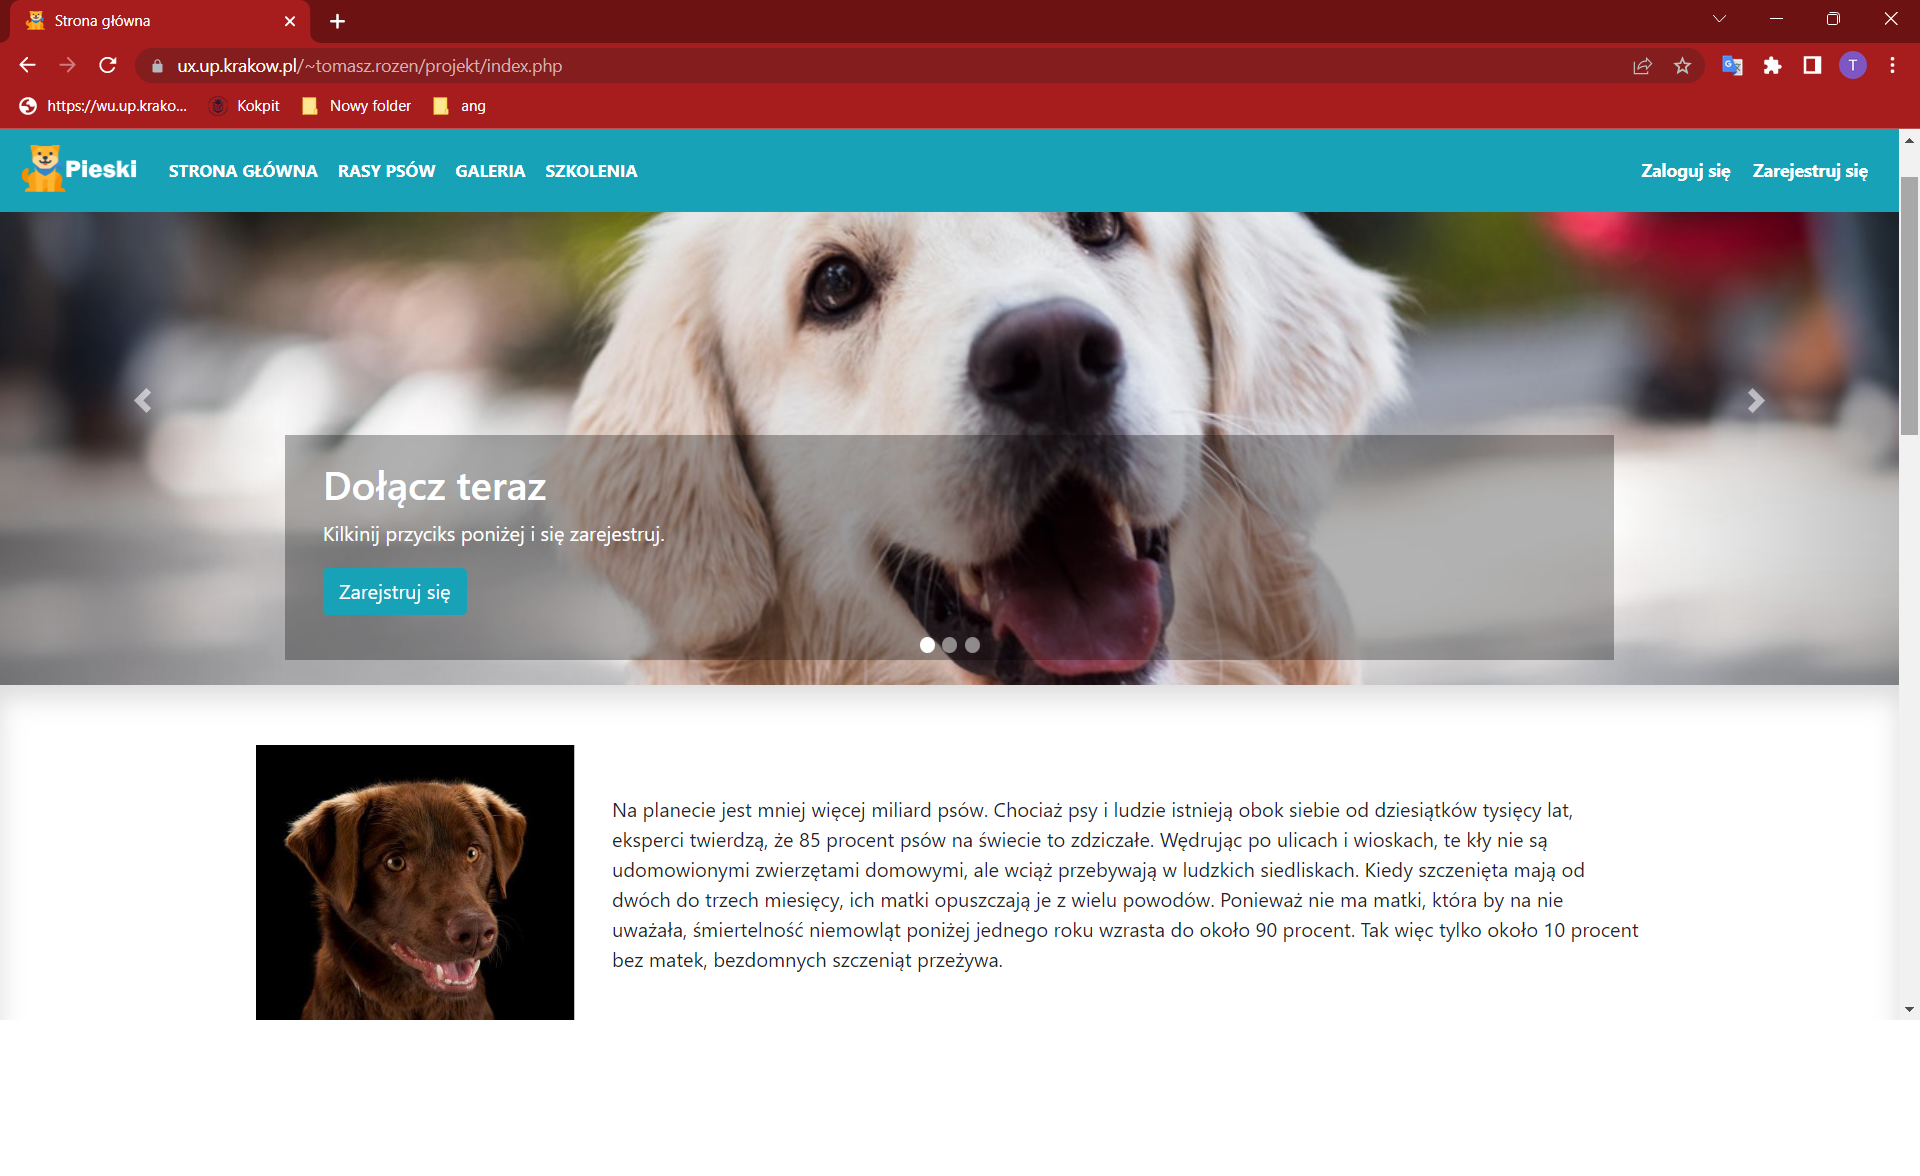 Strona główna
ux.up.krakow.pl/~tomasz.rozen/projekt/index.php
T
https://wu.up.krako... Kokpit Nowy folder ang
Pieski STRONA GŁÓWNA RASY PSÓW GALERIA SZKOLENIA Zaloguj się Zarejestruj się
Dołącz teraz
Kilkinij przyciks poniżej i się zarejestruj.
Zarejstruj się
Na planecie jest mniej więcej miliard psów. Chociaż psy i ludzie istnieją obok siebie od dziesiątków tysięcy lat,
eksperci twierdzą, że 85 procent psów na świecie to zdziczałe. Wędrując po ulicach i wioskach, te kły nie są
udomowionymi zwierzętami domowymi, ale wciąż przebywają w ludzkich siedliskach. Kiedy szczenięta mają od
dwóch do trzech miesięcy, ich matki opuszczają je z wielu powodów. Ponieważ nie ma matki, która by na nie
uważała, śmiertelność niemowląt poniżej jednego roku wzrasta do około 90 procent. Tak więc tylko około 10 procent
bez matek, bezdomnych szczeniąt przeżywa.